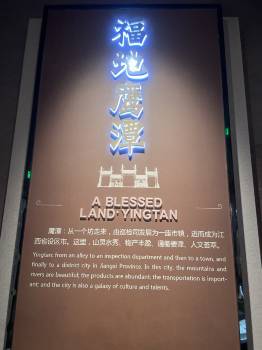 福地鹰潭
A BLESSED
LAND·YINGTAN
鹰潭：从一个坊走来，由巡检司发展为一座市镇，进而成为江
西省设区市。这里，山灵水秀、物产丰盈、通衢要津、人文荟萃。
Yingtan: from an alley to an inspection department and then to a town, and
finally to a district city in Jiangxi Province. In this city, the mountains and
rivers are beautiful; the products are abundant; the transportation is import-
ant; and the city is also a galaxy of culture and talents.